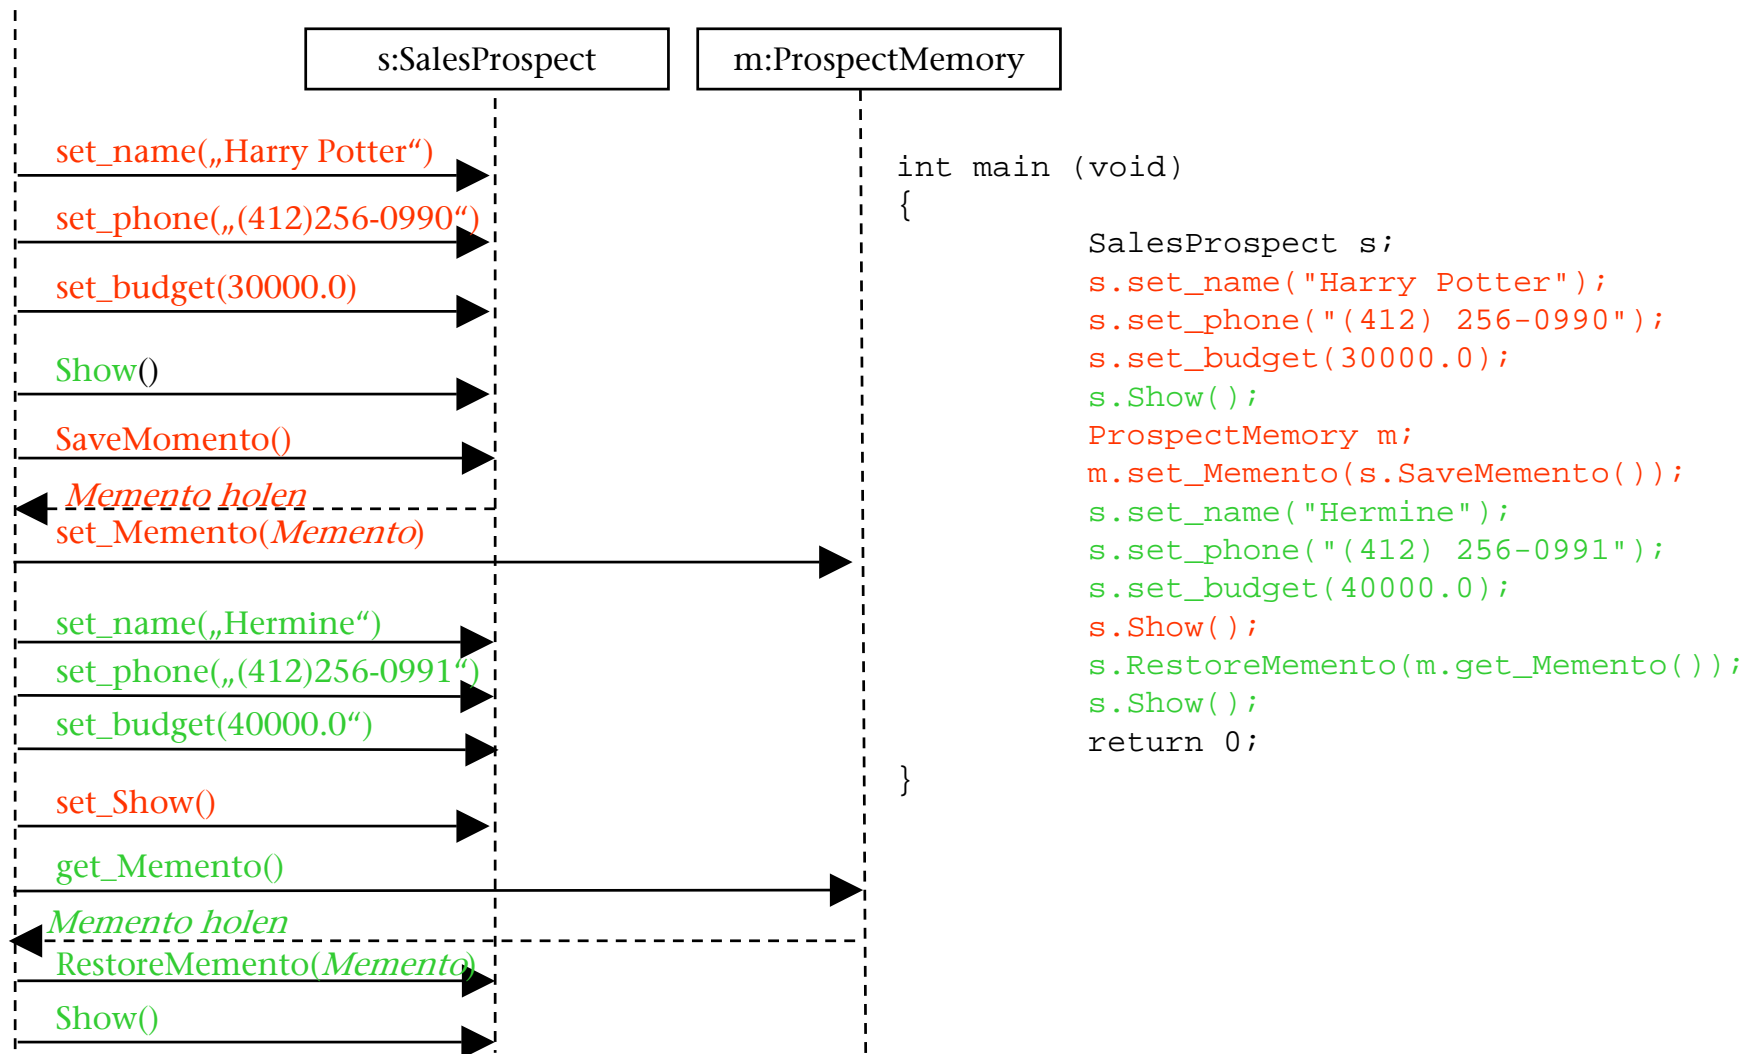 s:SalesProspect
m:ProspectMemory
set_name(„Harry Potter“)
set_phone(„(412)256-0990“)
set_budget(30000.0)
Show()
SaveMomento()
Memento holen
set_Memento(Memento)
set_name(„Hermine“)
set_phone(„(412)256-0991“)
set_budget(40000.0“)
set_Show()
get_Memento()
Memento holen
RestoreMemento(Memento)
Show()
int main (void)
{
SalesProspect s;
s.set_name("Harry Potter");
s.set_phone("(412) 256-0990");
s.set_budget(30000.0);
s.Show();
ProspectMemory m;
m.set_Memento(s.SaveMemento());
s.set_name("Hermine");
s.set_phone("(412) 256-0991");
s.set_budget(40000.0);
s.Show();
s.RestoreMemento(m.get_Memento());
s.Show();
return 0;
}